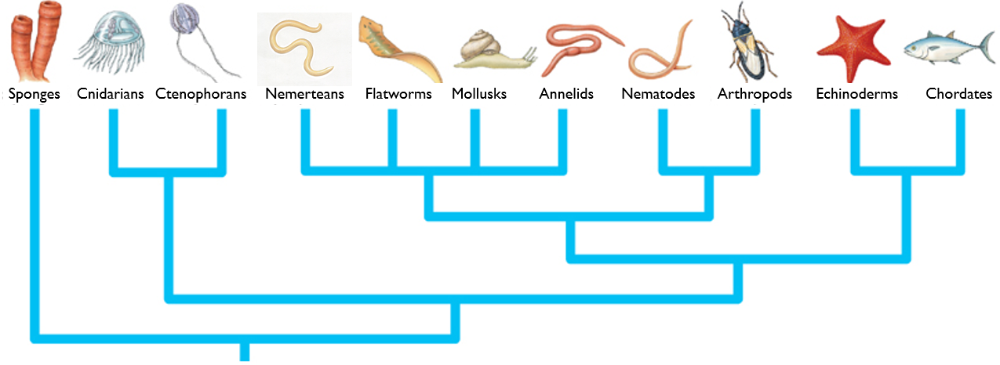 Sponges Cnidarians Ctenophorans Nemerteans Flatworms Mollusks Annelids Nematodes Arthropods Echinoderms Chordates